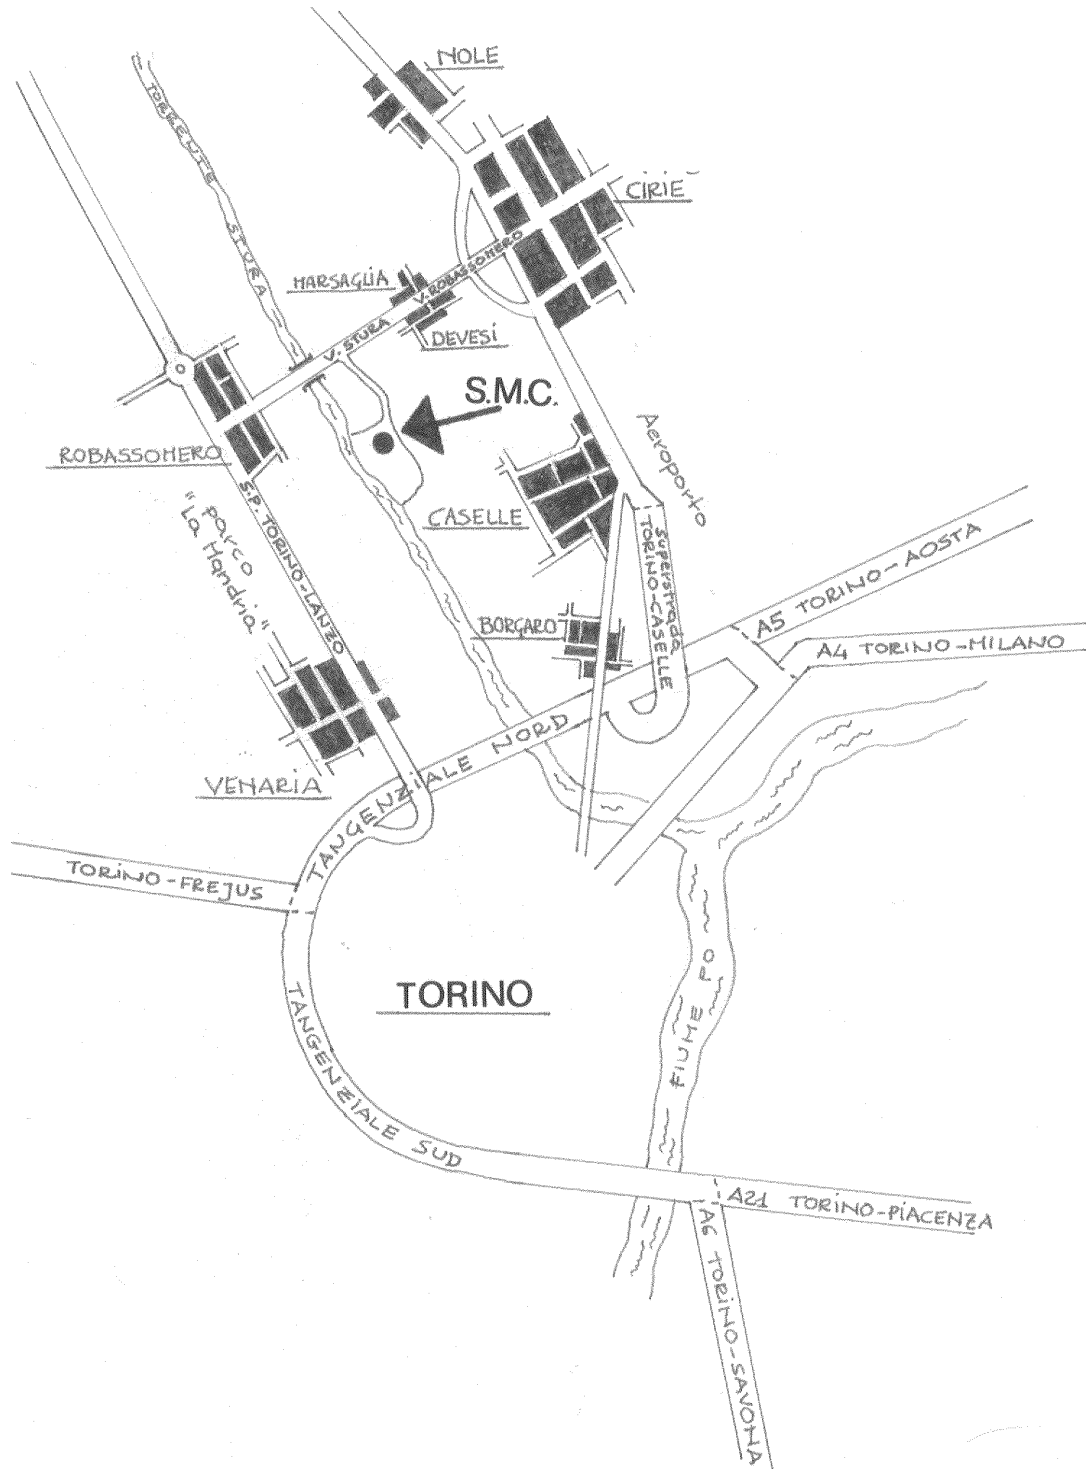 NOLE
TORRENTE STURA
CIRIE`
MARSAGLIA
V. ROBASSOMERO
V. STURA
DEVESI
S.M.C.
ROBASSOMERO
CASELLE
Aeroporto
"Parco
La Mandria"
S.P. TORINO-LANZO
SUPERSTRADA
TORINO-CASELLE
BORGARO
A5 TORINO-AOSTA
A4 TORINO-MILANO
VENARIA
TANGENZIALE NORD
TORINO-FREJUS
TORINO
FIUME PO
TANGENZIALE SUD
A21 TORINO-PIACENZA
A6 TORINO-SAVONA